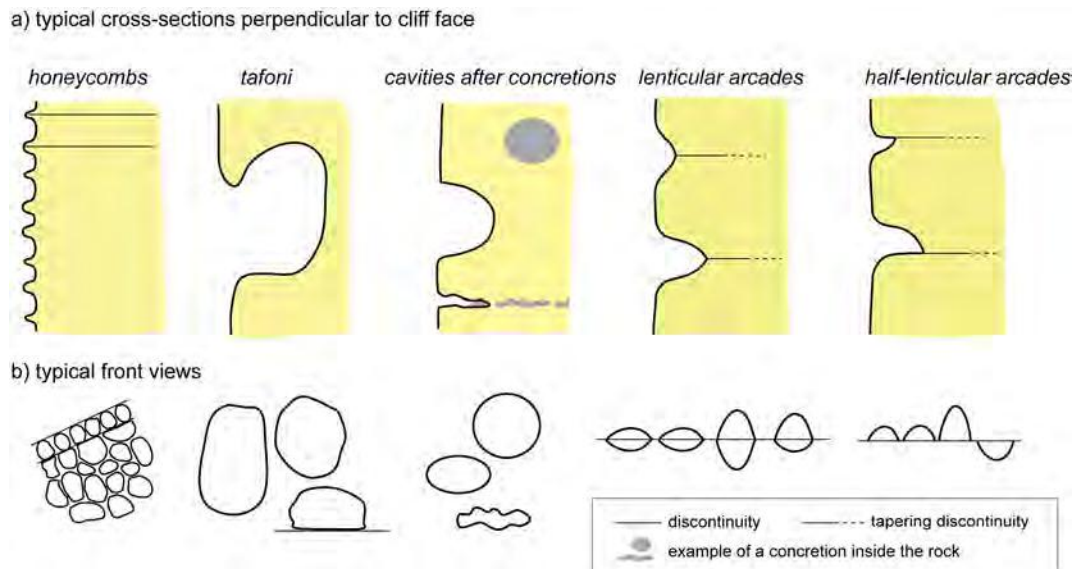 a) typical cross-sections perpendicular to cliff face
honeycombs
tafoni
cavities after concretions
lenticular arcades
half-lenticular arcades
b) typical front views
discontinuity
tapering discontinuity
example of a concretion inside the rock